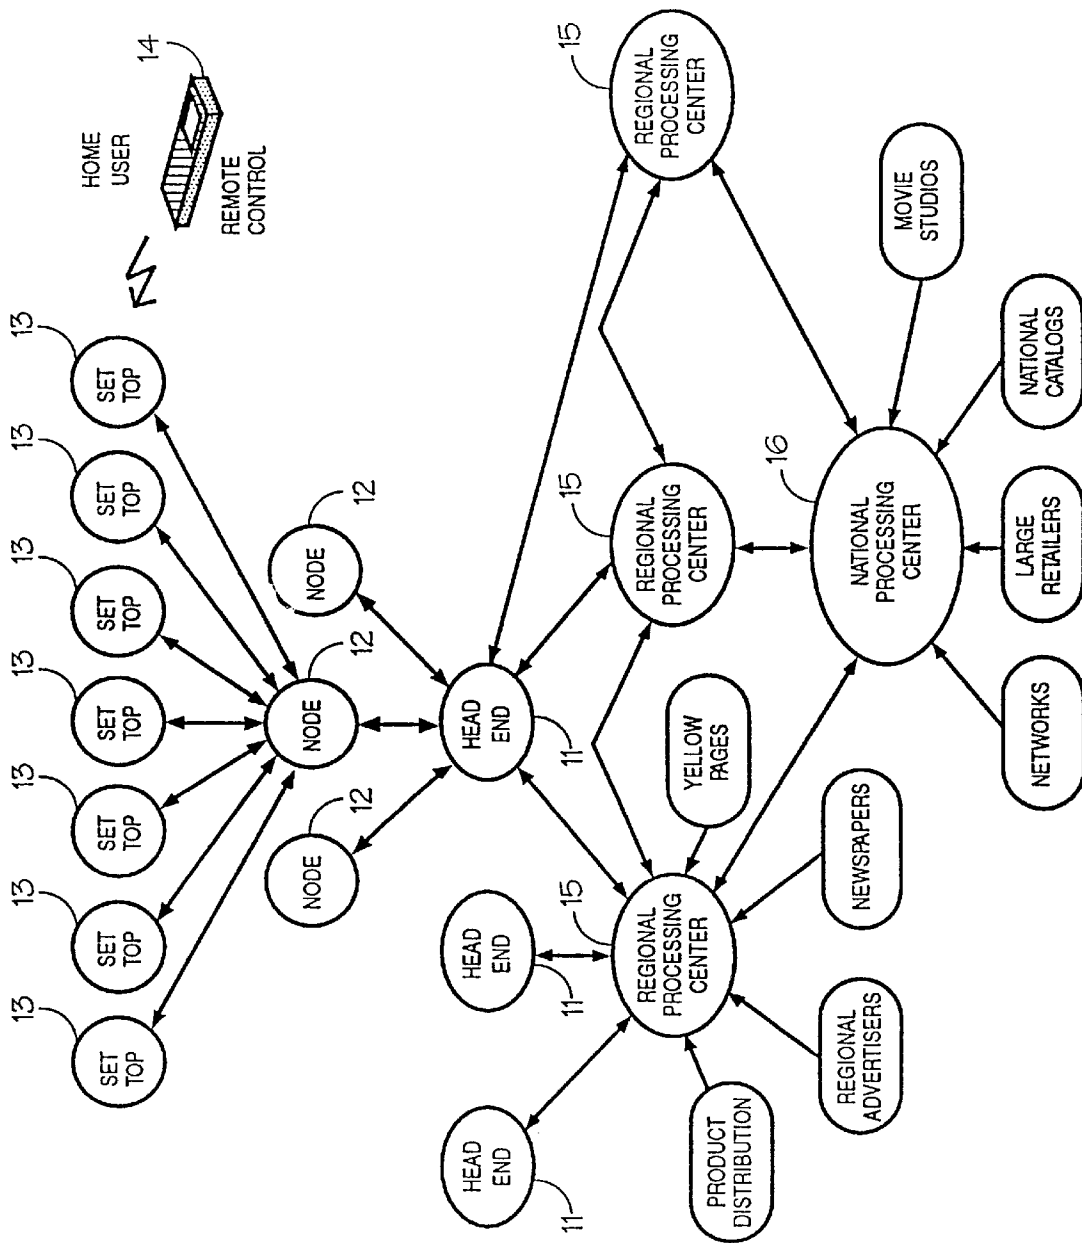 13
13
13
13
13
13
13
SET
TOP
SET
TOP
SET
TOP
SET
TOP
SET
TOP
SET
TOP
SET
TOP
HOME
USER
14
REMOTE
CONTROL
NODE
12
NODE
12
NODE
12
HEAD
END
11
HEAD
END
11
HEAD
END
11
15
REGIONAL
PROCESSING
CENTER
15
REGIONAL
PROCESSING
CENTER
15
REGIONAL
PROCESSING
CENTER
YELLOW
PAGES
PRODUCT
DISTRIBUTION
REGIONAL
ADVERTISERS
NEWSPAPERS
16
NATIONAL
PROCESSING
CENTER
MOVIE
STUDIOS
NETWORKS
LARGE
RETAILERS
NATIONAL
CATALOGS